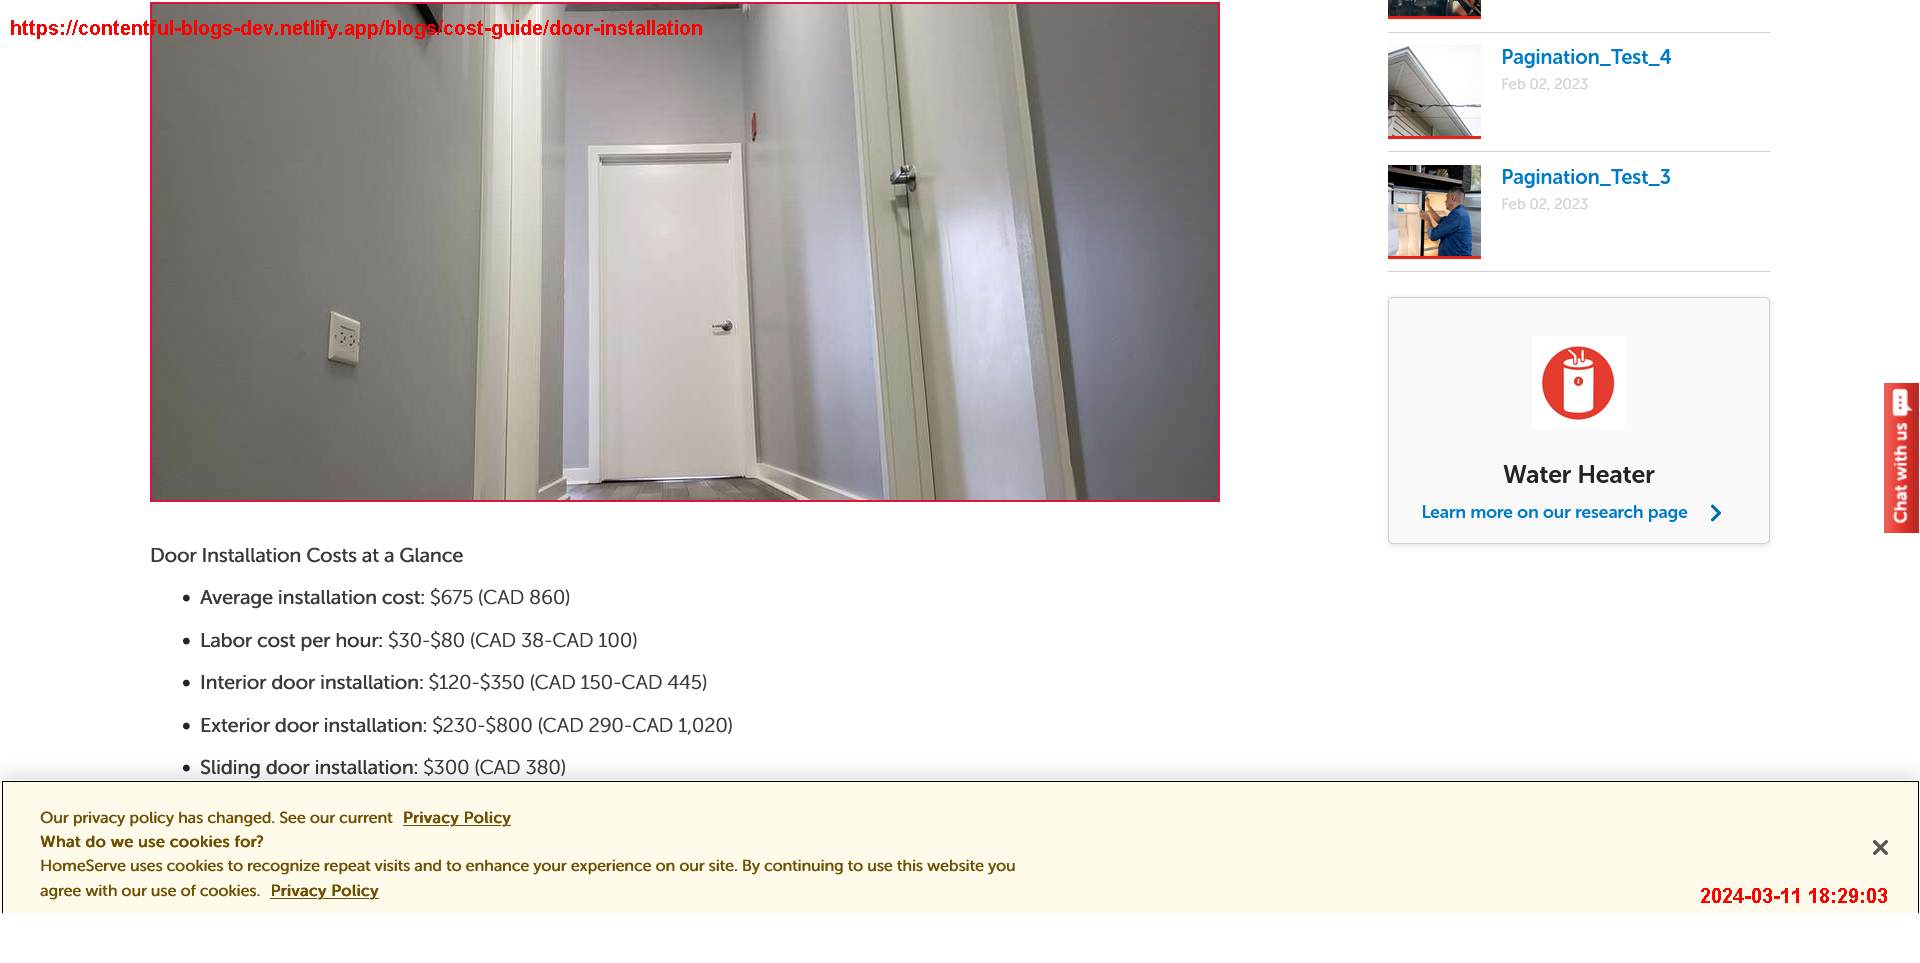 https://contentful-blogs-dev.netlify.app/blogs/cost-guide/door-installation
Pagination_Test_4
Feb 02, 2023
Pagination_Test_3
Feb 02, 2023
Water Heater
Learn more on our research page
Chat with us
Door Installation Costs at a Glance
Average installation cost: $675 (CAD 860)
Labor cost per hour: $30-$80 (CAD 38-CAD 100)
Interior door installation: $120-$350 (CAD 150-CAD 445)
Exterior door installation: $230-$800 (CAD 290-CAD 1,020)
Sliding door installation: $300 (CAD 380)
Our privacy policy has changed. See our current Privacy Policy
What do we use cookies for?
HomeServe uses cookies to recognize repeat visits and to enhance your experience on our site. By continuing to use this website you
agree with our use of cookies. Privacy Policy
2024-03-11 18:29:03